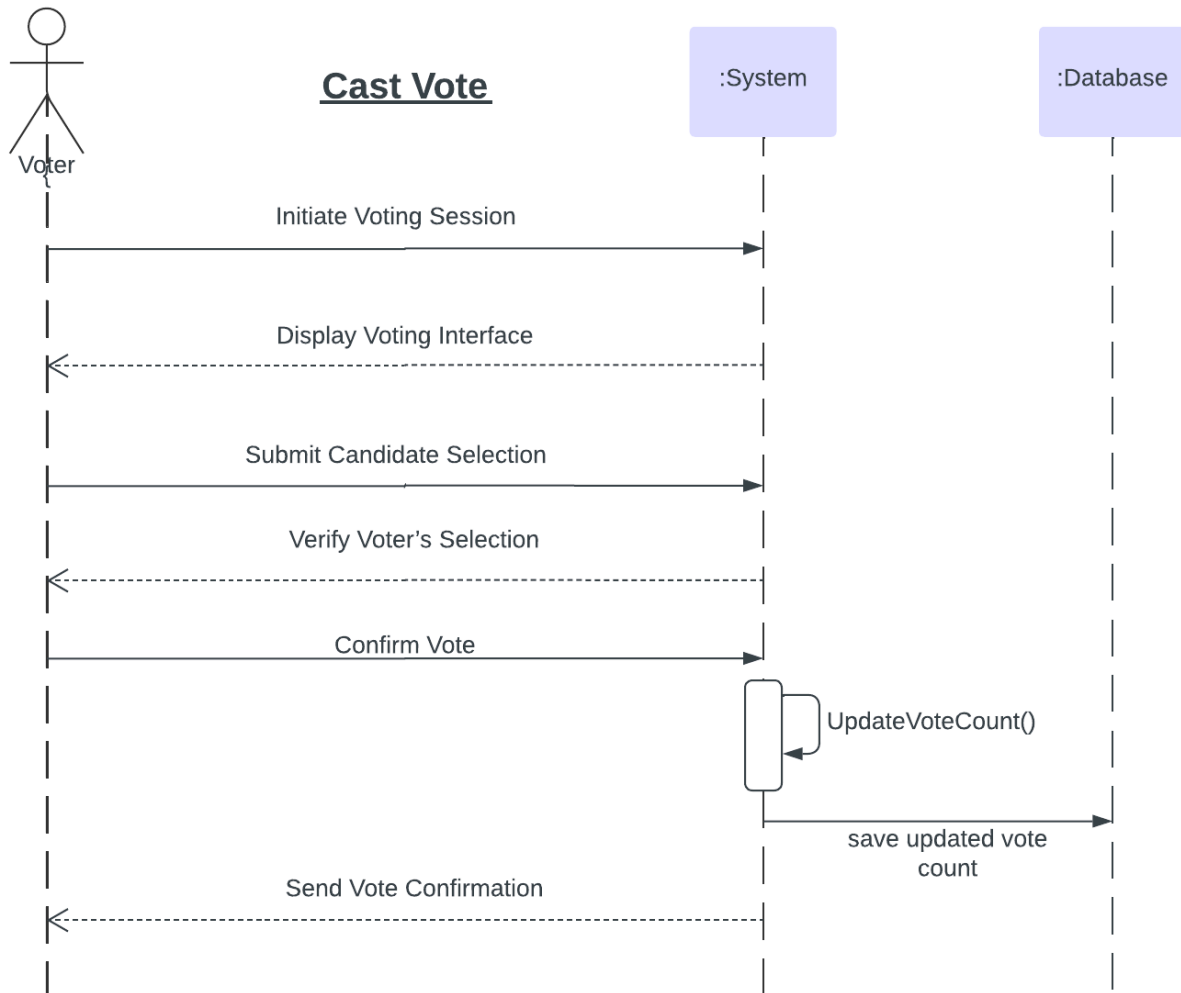 Cast Vote
:System
:Database
Voter
Initiate Voting Session
Display Voting Interface
Submit Candidate Selection
Verify Voter’s Selection
Confirm Vote
UpdateVoteCount()
save updated vote
count
Send Vote Confirmation